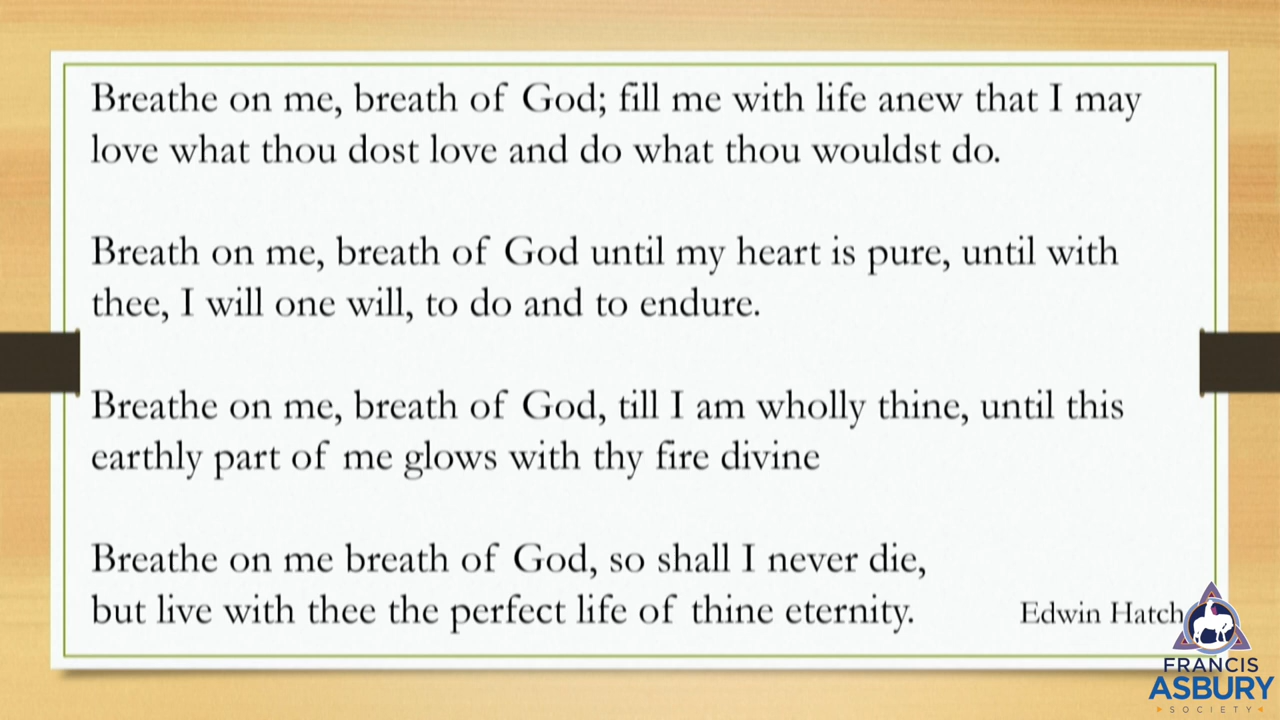 Breathe on me, breath of God; fill me with life anew that I may
love what thou dost love and do what thou wouldst do.
Breath on me, breath of God until my heart is pure, until with
thee, I will one will, to do and to endure.
Breathe on me, breath of God, till I am wholly thine, until this
earthly part of me glows with thy fire divine
Breathe on me breath of God, so shall I never die,
but live with thee the perfect life of thine eternity.
Edwin Hatch
FRANCIS
ASBURY
SOCIETY